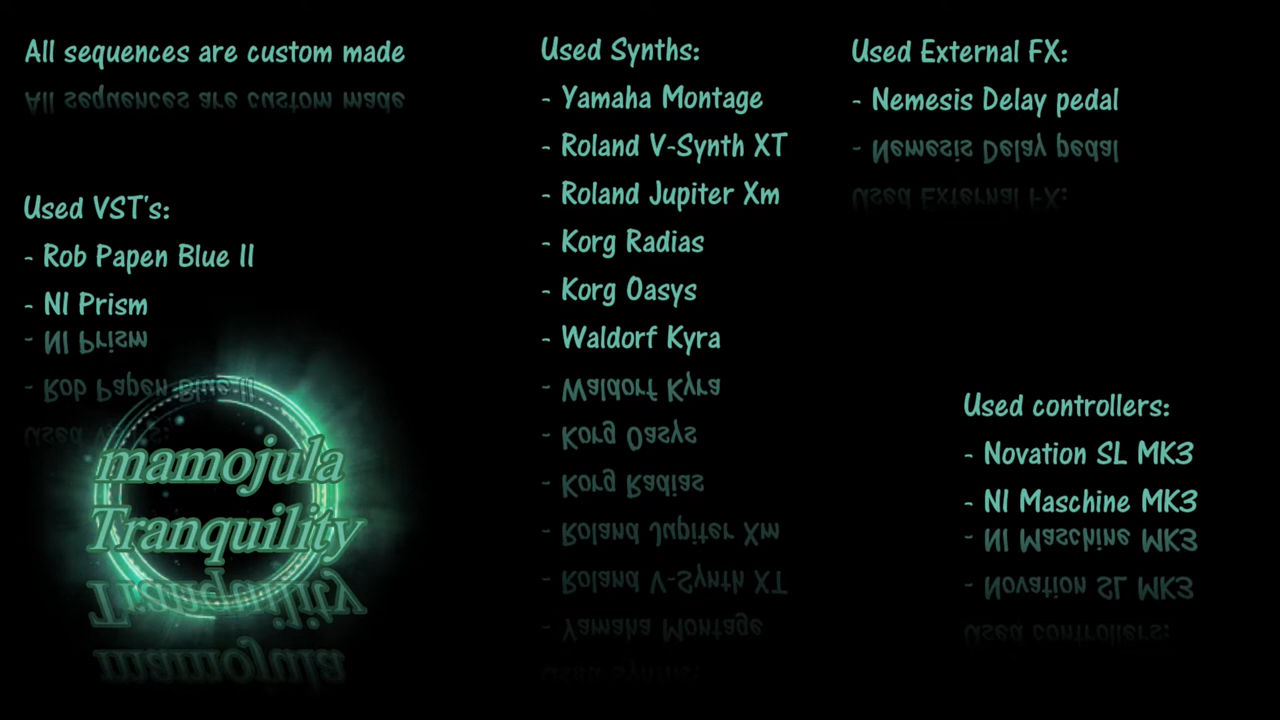 All sequences are custom made
Used VST's:
- Rob Papen Blue II
- NI Prism
mamojula
Tranquility
Used Synths:
- Yamaha Montage
- Roland V-Synth XT
- Roland Jupiter Xm
- Korg Radias
- Korg Oasys
- Waldorf Kyra
Used External FX:
- Nemesis Delay pedal
Used controllers:
- Novation SL MK3
- NI Maschine MK3